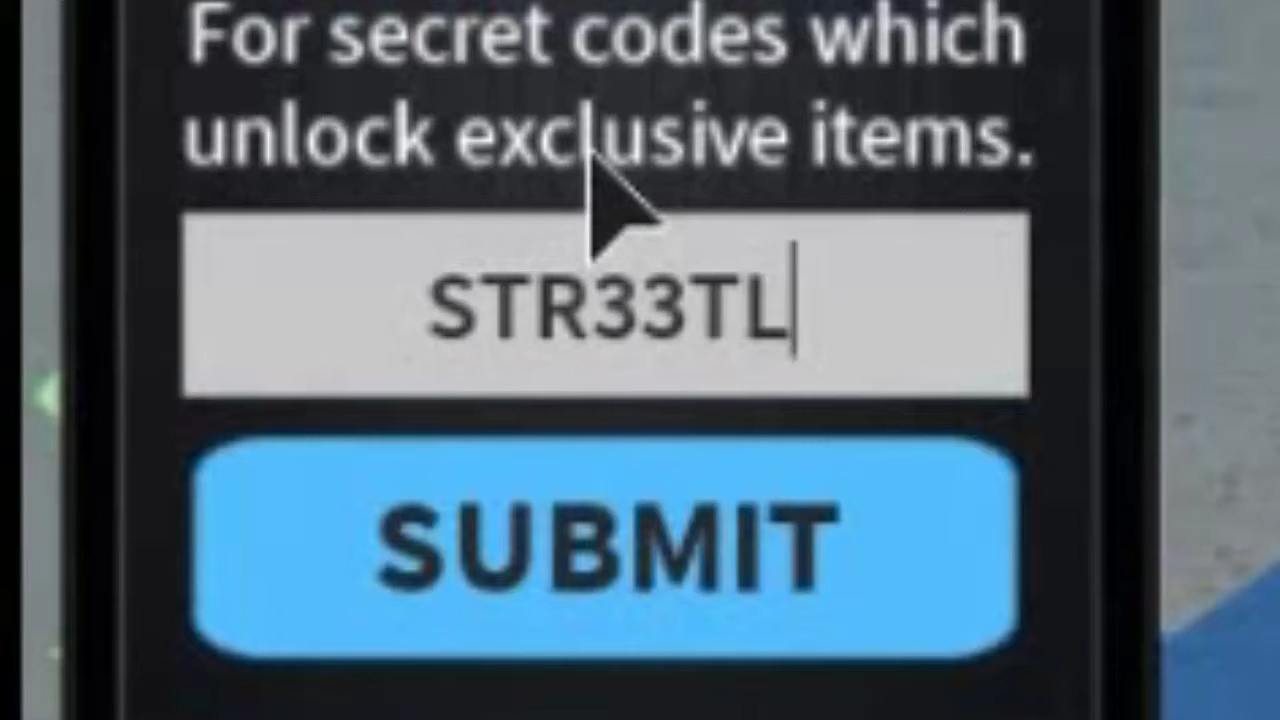 For secret codes which
unlock exclusive items.
STR33TL
SUBMIT